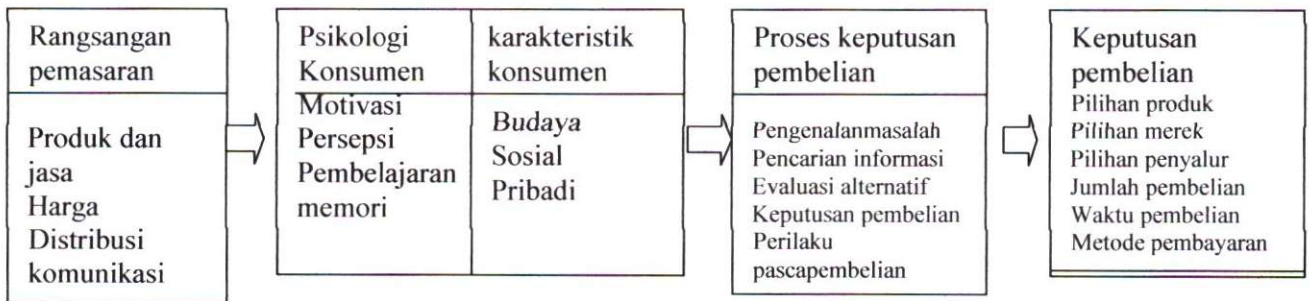 Rangsangan
pemasaran
Produk dan
jasa
Harga
Distribusi
komunikasi
Psikologi
Konsumen
Motivasi
Persepsi
Pembelajaran
memori
karakteristik
konsumen
Budaya
Sosial
Pribadi
Proses keputusan
pembelian
Pengenalanmasalah
Pencarian informasi
Evaluasi alternatif
Keputusan pembelian
Perilaku
pascapembelian
Keputusan
pembelian
Pilihan produk
Pilihan merek
Pilihan penyalur
Jumlah pembelian
Waktu pembelian
Metode pembayaran